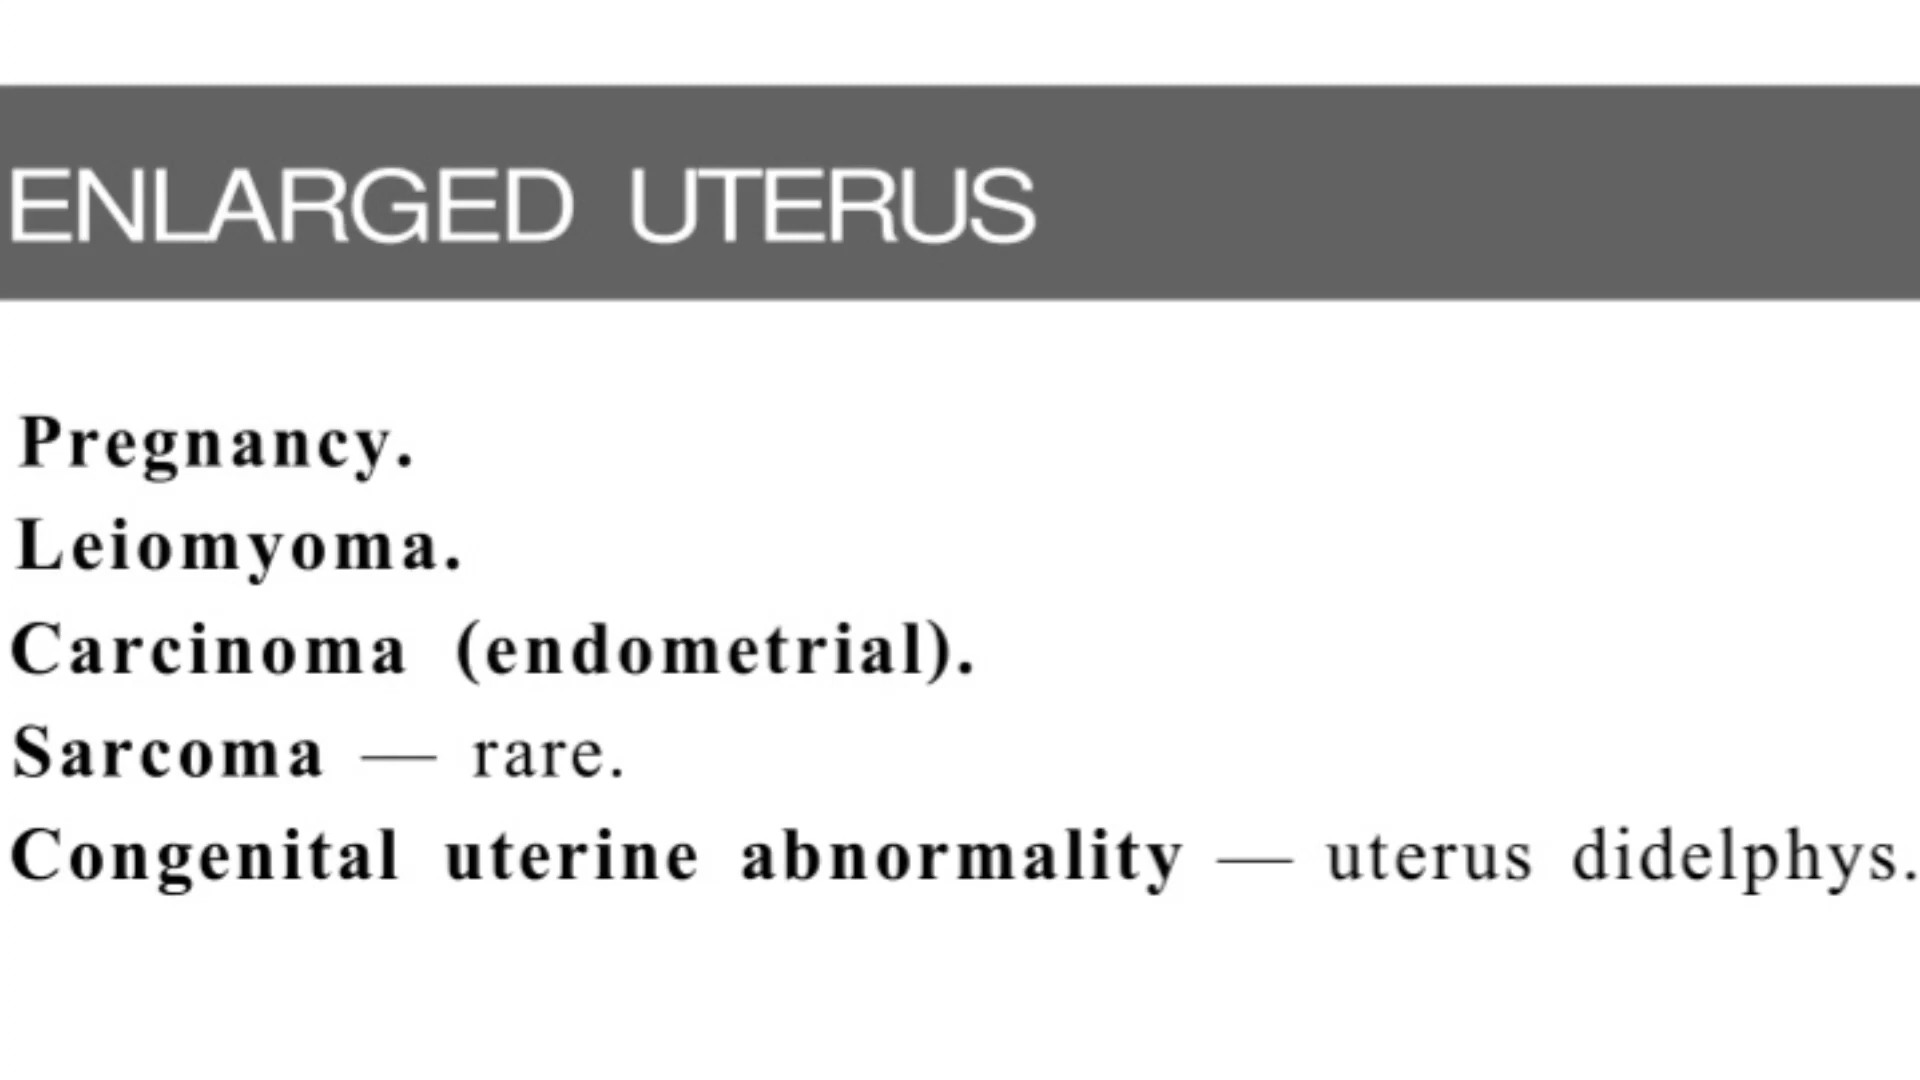 ENLARGED UTERUS
Pregnancy.
Leiomyoma.
Carcinoma (endometrial).
Sarcoma — rare.
Congenital uterine abnormality — uterus didelphys.